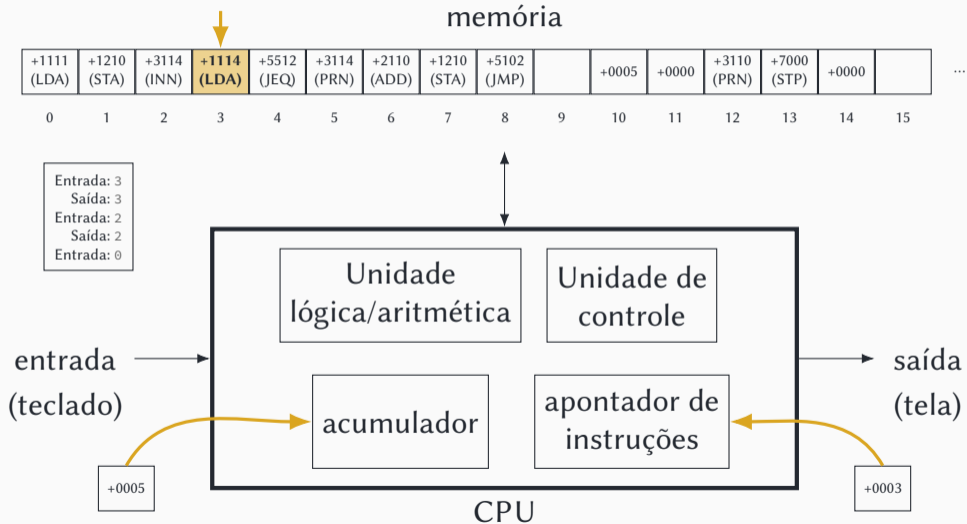 memória
+1111 +1210 +3114 +1114 +5512 +3114 +2110 +1210 +5102 +0005 +0000 +3110 +7000 +0000 ...
(LDA) (STA) (INN) (LDA) (JEQ) (PRN) (ADD) (STA) (JMP) (PRN) (STP)
0 1 2 3 4 5 6 7 8 9 10 11 12 13 14 15
Entrada: 3
Saída: 3
Entrada: 2
Saída: 2
Entrada: 0
Unidade
lógica/aritmética
Unidade de
controle
entrada
(teclado)
saída
(tela)
acumulador
apontador de
instruções
+0005
+0003
CPU